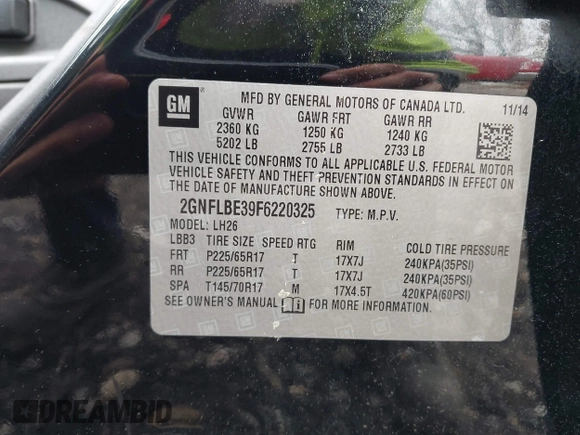 GM
MFD BY GENERAL MOTORS OF CANADA LTD. 11/14
GVWR GAWR FRT GAWR RR
2360 KG 1250 KG 1240 KG
5202 LB 2755 LB 2733 LB
THIS VEHICLE CONFORMS TO ALL APPLICABLE U.S. FEDERAL MOTOR
VEHICLE SAFETY AND THEFT PREVENTION STANDARDS IN EFFECT ON
THE DATE OF MANUFACTURE SHOWN ABOVE.
2GNFLBE39F6220325 TYPE: M.P.V.
MODEL: LH26
LBB3 TIRE SIZE SPEED RTG RIM COLD TIRE PRESSURE
FRT P225/65R17 T 17X7J 240KPA(35PSI)
RR P225/65R17 T 17X7J 240KPA(35PSI)
SPA T145/70R17 M 17X4.5T 420KPA(60PSI)
SEE OWNER'S MANUAL FOR MORE INFORMATION.
DREAMBID